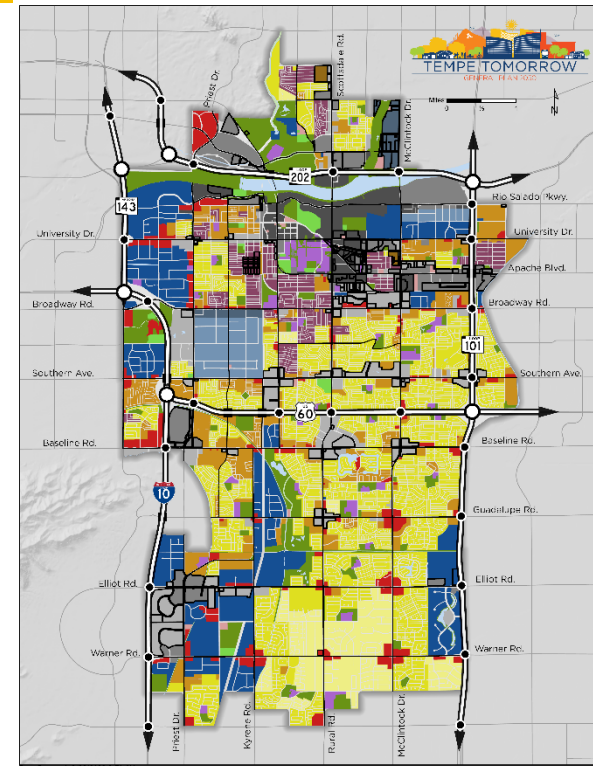 TEMPE TOMORROW
GENERAL PLAN 2050
Miles
0
N
Scottsdale Rd.
Priest Dr.
McClintock Dr.
LOOP
202
143
Rio Salado Pkwy.
University Dr.
University Dr.
Apache Blvd.
Broadway Rd.
Broadway Rd.
LOOP
101
Southern Ave.
Southern Ave.
US
60
Baseline Rd.
Baseline Rd.
10
Guadalupe Rd.
Elliot Rd.
Elliot Rd.
Warner Rd.
Warner Rd.
Priest Dr.
Kyrene Rd.
Rural Rd.
McClintock Dr.